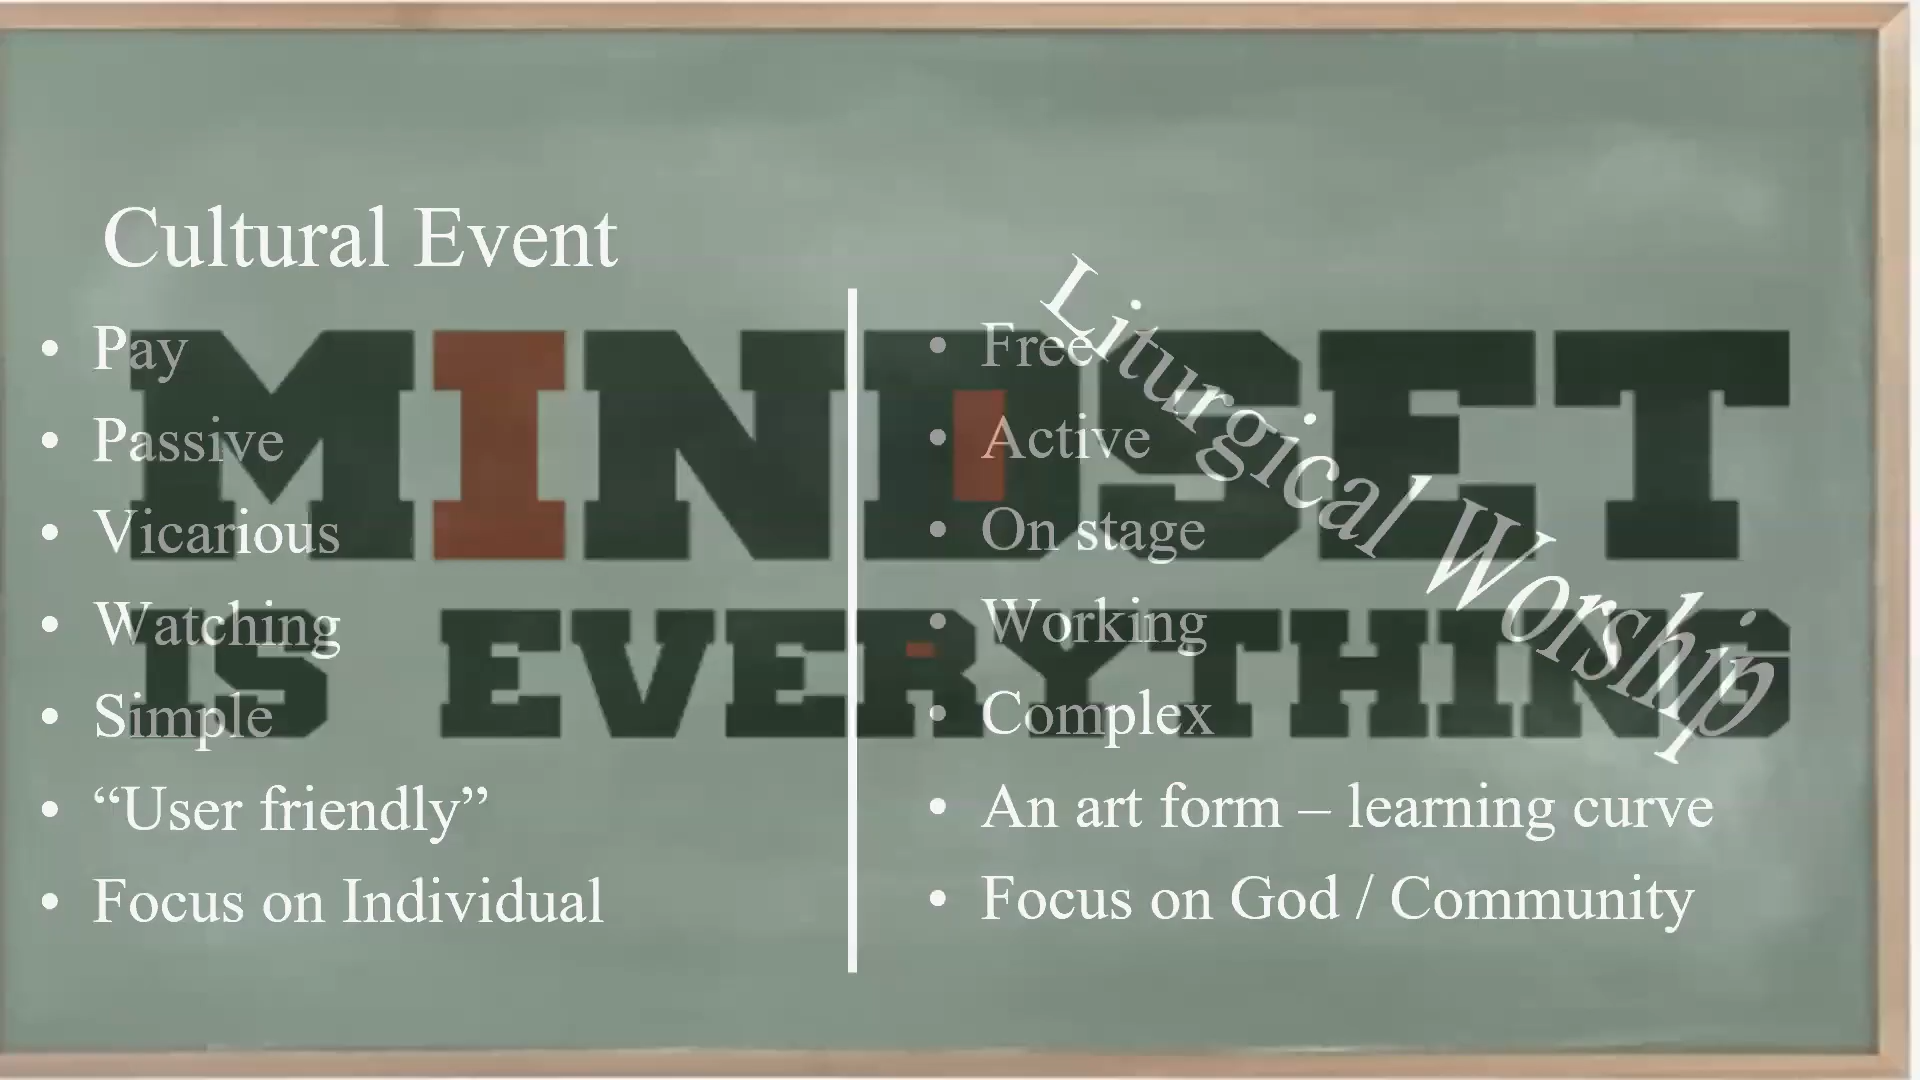 Cultural Event
• Pay
• Passive
• Vicarious
• Watching
• Simple
• “User friendly”
• Focus on Individual
Liturgical Worship
• Free
• Active
• On stage
• Working
• Complex
• An art form – learning curve
• Focus on God / Community
MINDSET
IS EVERYTHING